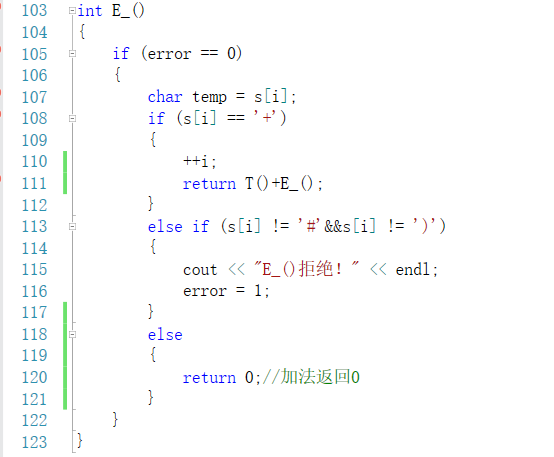 103 int E_()
104 {
105 if (error == 0)
106 {
107 char temp = s[i];
108 if (s[i] == '+')
109 {
110 ++i;
111 return T()+E_();
112 }
113 else if (s[i] != '#'&&s[i] != ')')
114 {
115 cout << "E_()拒绝！" << endl;
116 error = 1;
117 }
118 else
119 {
120 return 0;//加法返回0
121 }
122 }
123 }